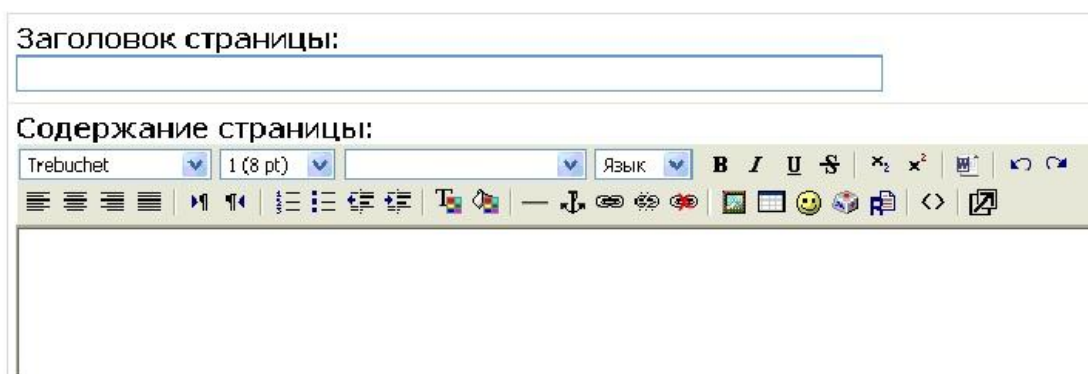 Заголовок страницы:
Содержание страницы:
Trebuchet 1 (8 pt) Язык B I U S x₂ x²